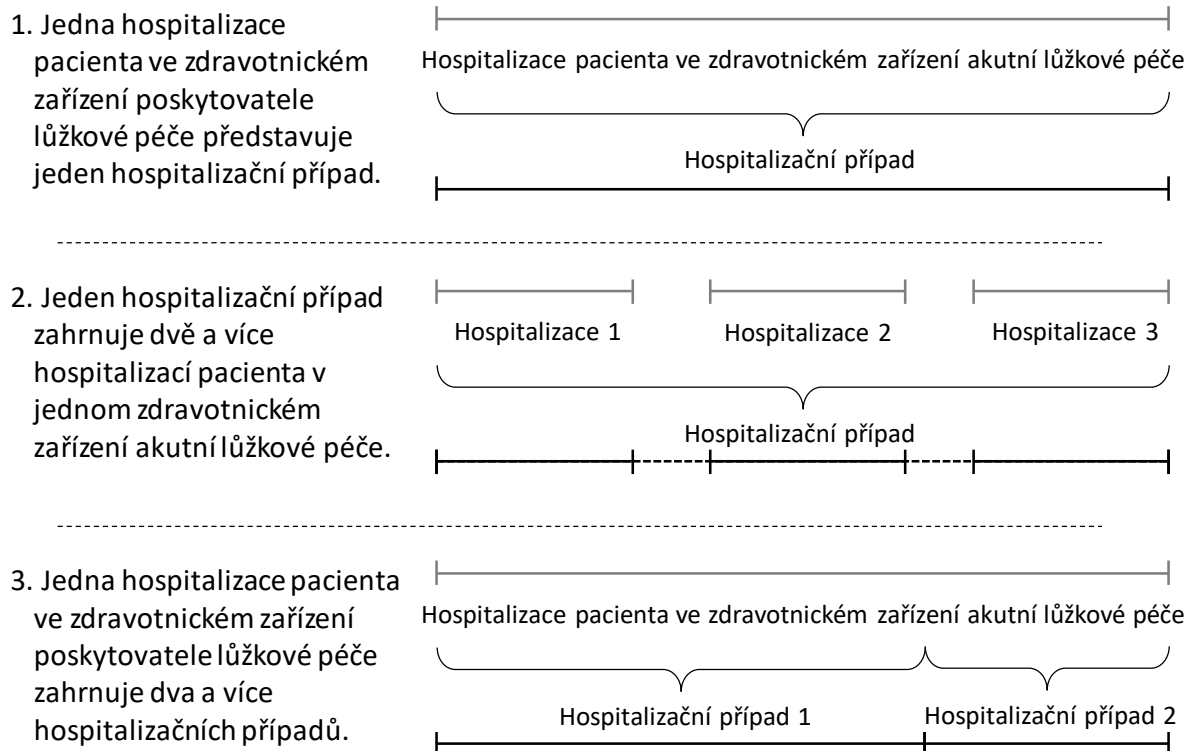 1. Jedna hospitalizace
pacienta ve zdravotnickém
zařízení poskytovatele
lůžkové péče představuje
jeden hospitalizační případ.
Hospitalizace pacienta ve zdravotnickém zařízení akutní lůžkové péče
Hospitalizační případ
2. Jeden hospitalizační případ
zahrnuje dvě a více
hospitalizací pacienta v
jednom zdravotnickém
zařízení akutní lůžkové péče.
Hospitalizace 1
Hospitalizace 2
Hospitalizace 3
Hospitalizační případ
3. Jedna hospitalizace pacienta
ve zdravotnickém zařízení
poskytovatele lůžkové péče
zahrnuje dva a více
hospitalizačních případů.
Hospitalizace pacienta ve zdravotnickém zařízení akutní lůžkové péče
Hospitalizační případ 1
Hospitalizační případ 2